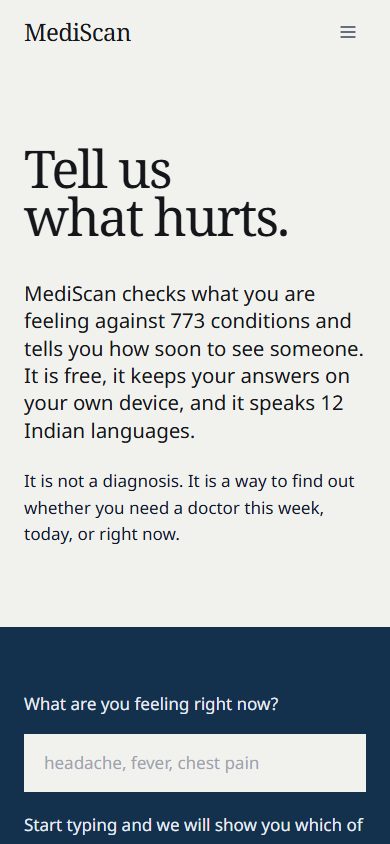 MediScan
Tell us
what hurts.
MediScan checks what you are
feeling against 773 conditions and
tells you how soon to see someone.
It is free, it keeps your answers on
your own device, and it speaks 12
Indian languages.
It is not a diagnosis. It is a way to find out
whether you need a doctor this week,
today, or right now.
What are you feeling right now?
headache, fever, chest pain
Start typing and we will show you which of